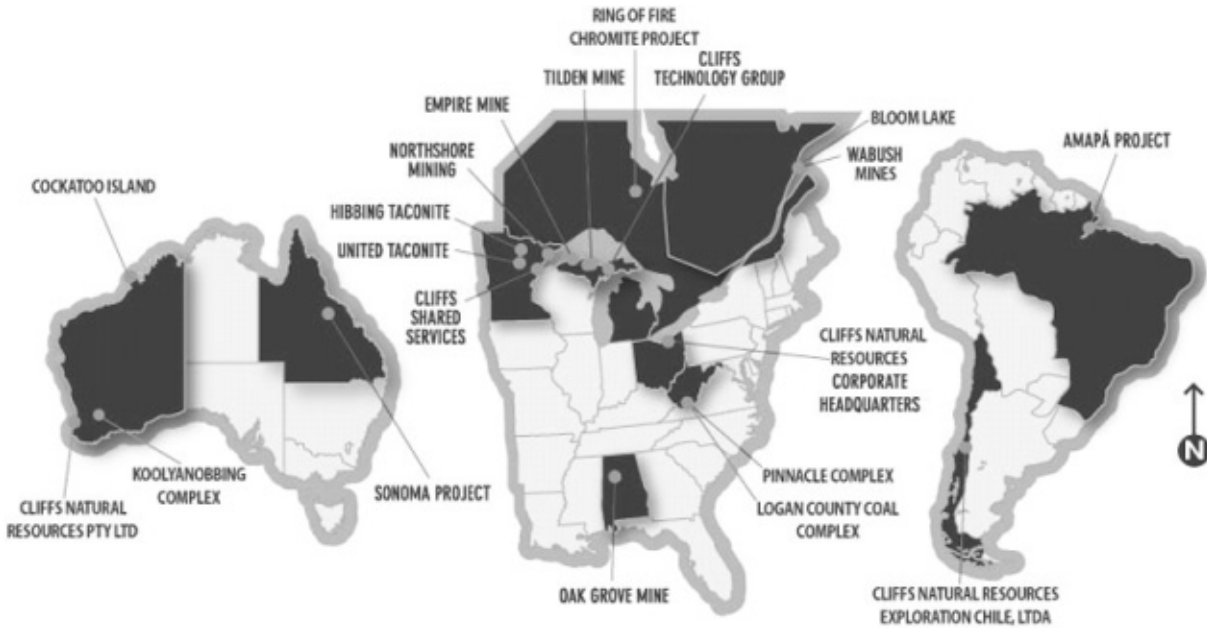 RING OF FIRE
CHROMITE PROJECT
CLIFFS
TECHNOLOGY GROUP
TILDEN MINE
EMPIRE MINE
BLOOM LAKE
AMAPÁ PROJECT
NORTHSHORE
MINING
WABUSH
MINES
COCKATOO ISLAND
HIBBING TACONITE
UNITED TACONITE
CLIFFS
SHARED
SERVICES
CLIFFS NATURAL
RESOURCES
CORPORATE
HEADQUARTERS
N
KOOLYANOBBING
COMPLEX
SONOMA PROJECT
PINNACLE COMPLEX
CLIFFS NATURAL
RESOURCES PTY LTD
LOGAN COUNTY COAL
COMPLEX
OAK GROVE MINE
CLIFFS NATURAL RESOURCES
EXPLORATION CHILE, LTDA